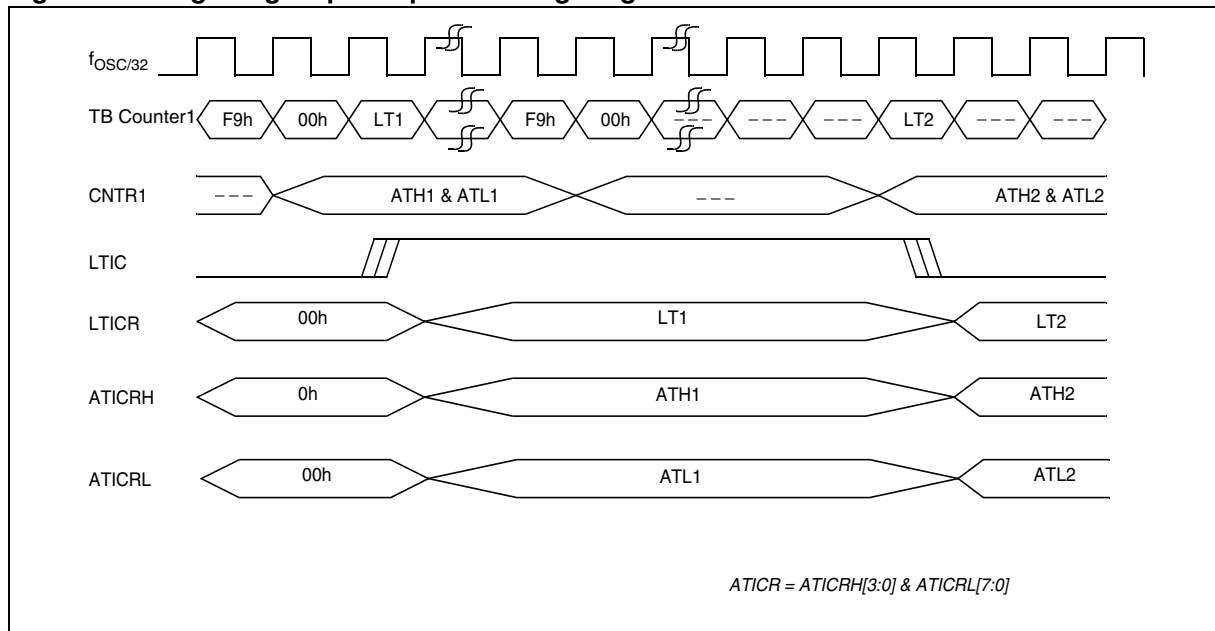 fOSC/32
TB Counter1 F9h 00h LT1 F9h 00h --- --- --- LT2 --- ---
CNTR1 --- ATH1 & ATL1 --- ATH2 & ATL2
LTIC
LTICR 00h LT1 LT2
ATICRH 0h ATH1 ATH2
ATICRL 00h ATL1 ATL2
ATICR = ATICRH[3:0] & ATICRL[7:0]